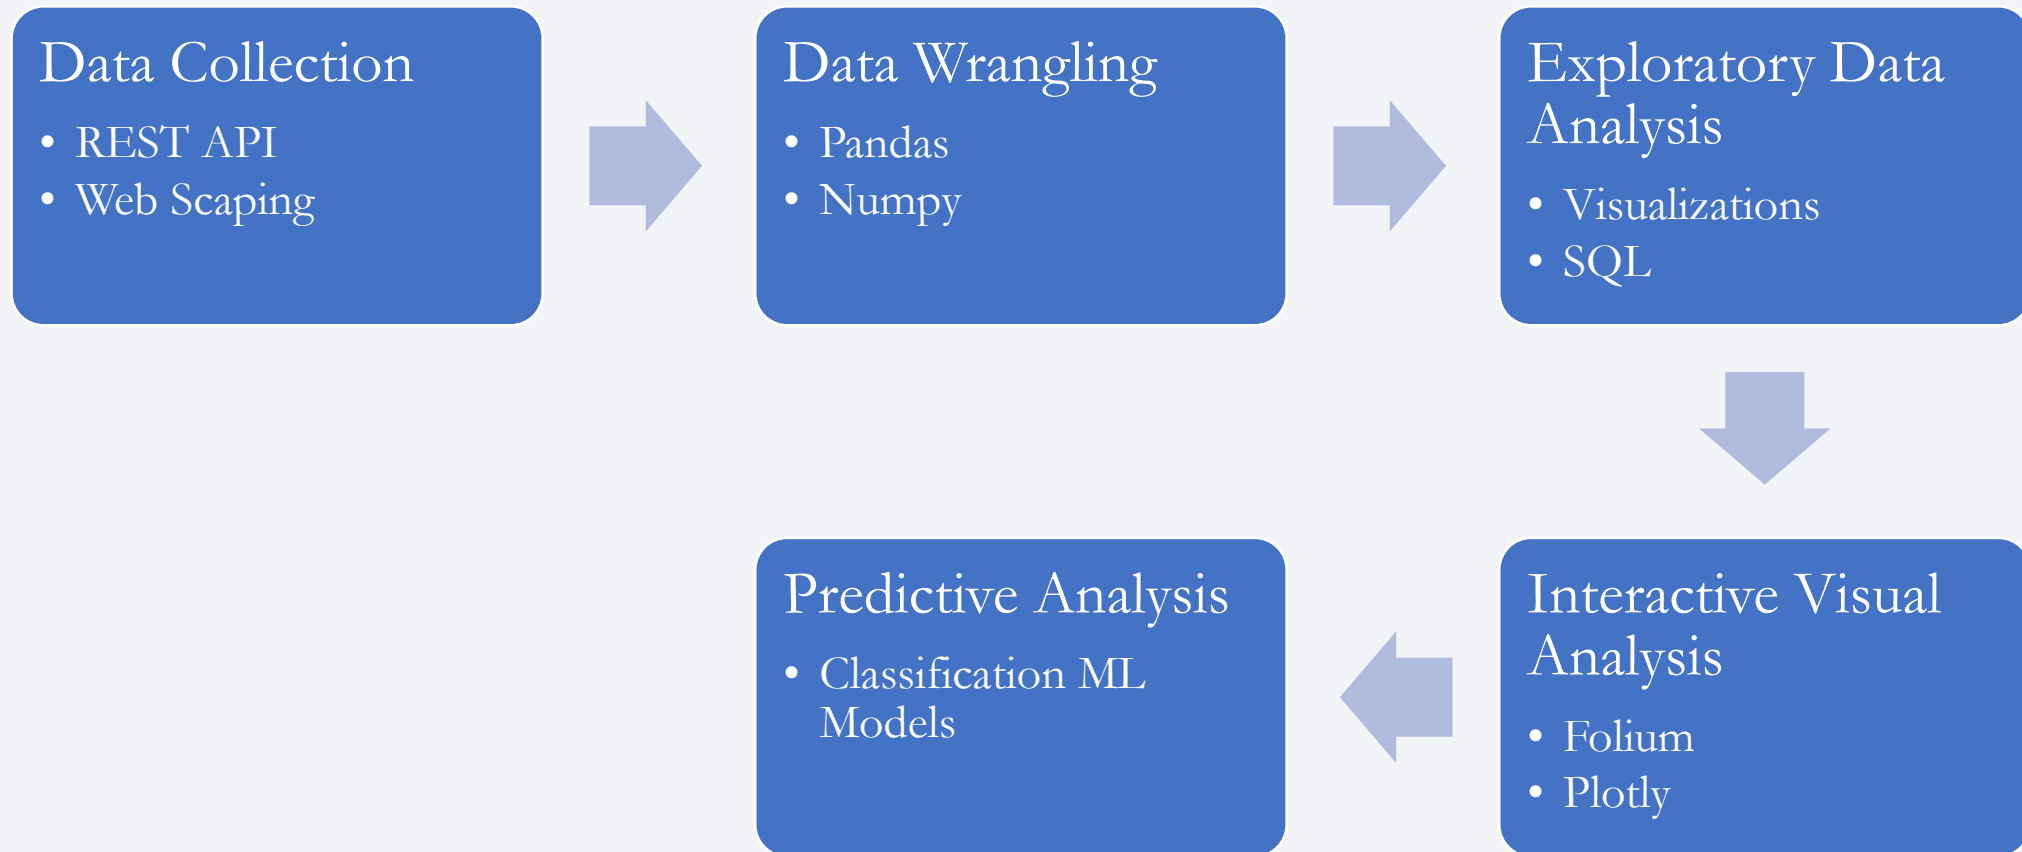 Data Collection
• REST API
• Web Scaping
Data Wrangling
• Pandas
• Numpy
Exploratory Data
Analysis
• Visualizations
• SQL
Interactive Visual
Analysis
• Folium
• Plotly
Predictive Analysis
• Classification ML
Models